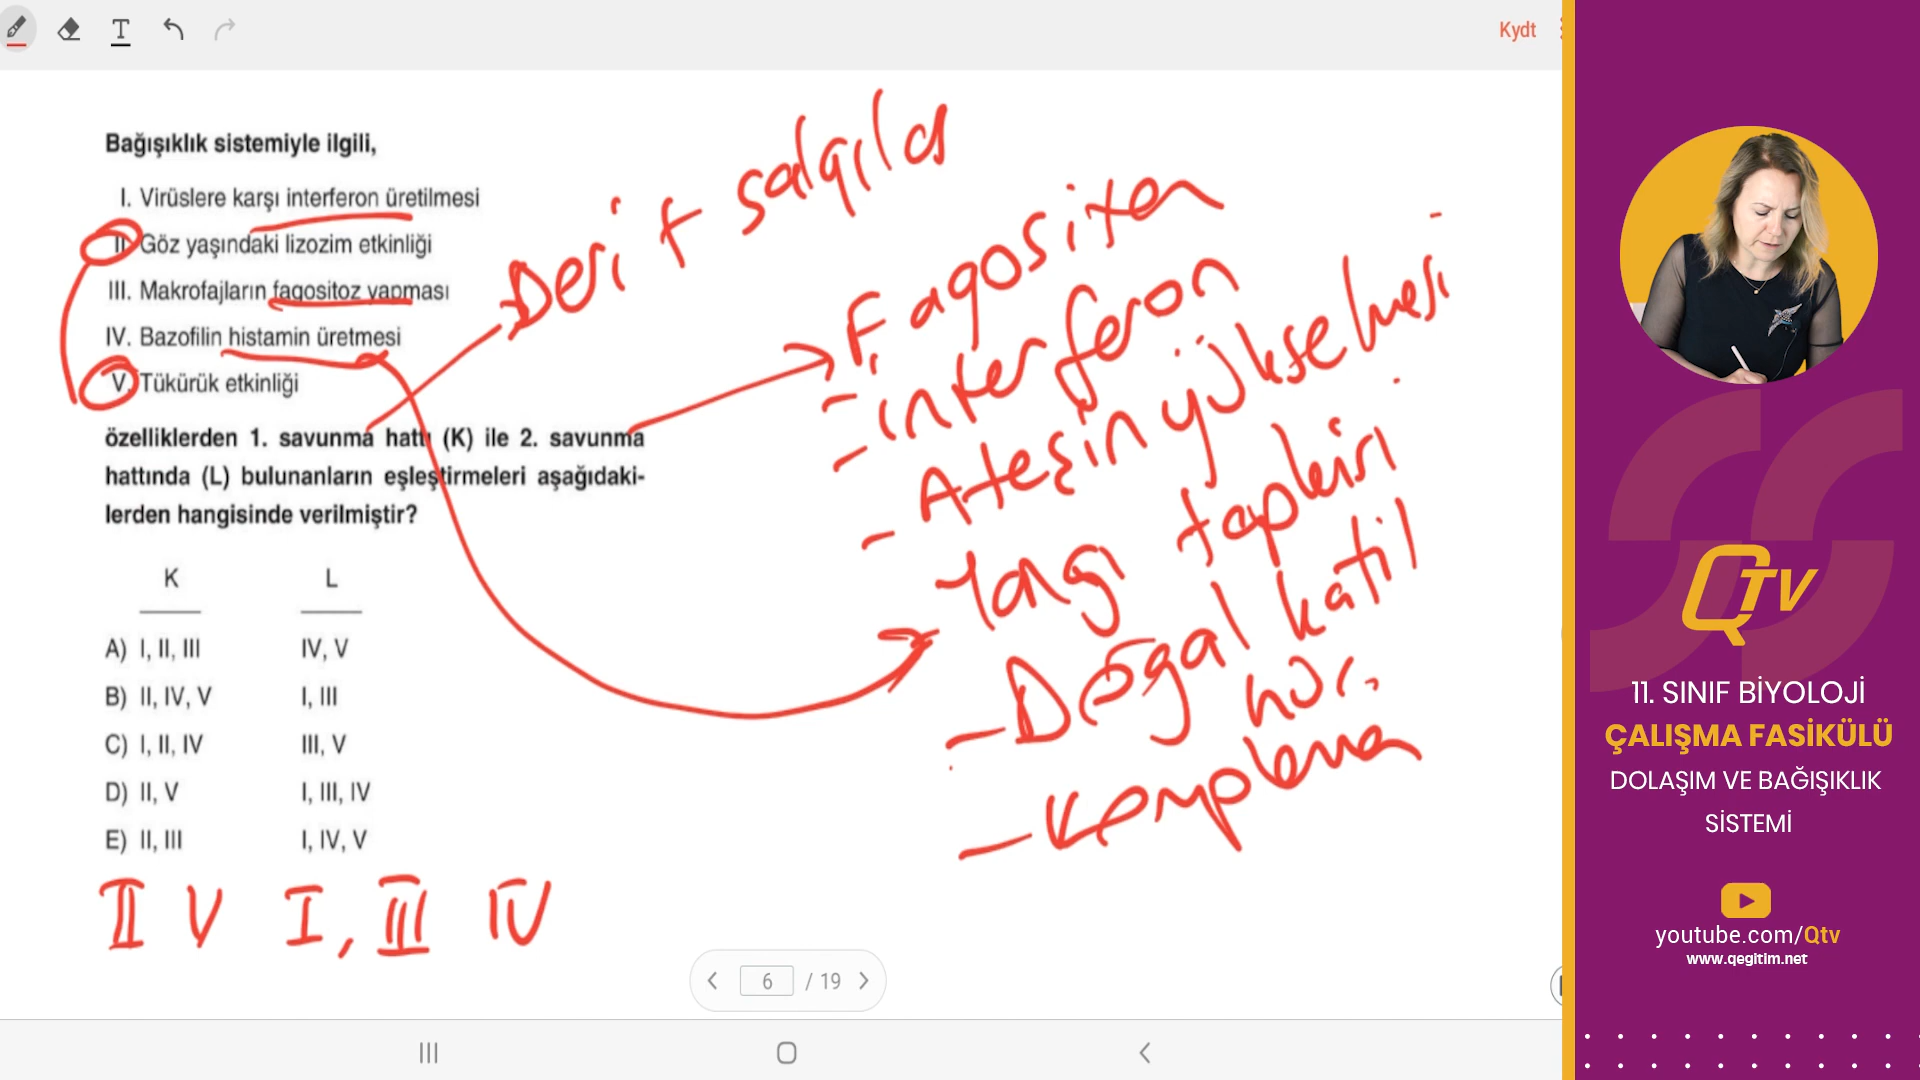 T
Kydt
Bağışıklık sistemiyle ilgili,
I. Virüslere karşı interferon üretilmesi
II. Göz yaşındaki lizozim etkinliği
III. Makrofajların fagositoz yapması
IV. Bazofilin histamin üretmesi
V. Tükürük etkinliği
özelliklerden 1. savunma hattı (K) ile 2. savunma
hattında (L) bulunanların eşleştirmeleri aşağıdaki-
lerden hangisinde verilmiştir?
K L
A) I, II, III IV, V
B) II, IV, V I, III
C) I, II, IV III, V
D) II, V I, III, IV
E) II, III I, IV, V
II V I, III IV
Deri + salgılar
Fagositer
- interferon
- Ateşin yükselmesi
- Yangı tepkisi
- Doğal katil
hüc.
- Komplema
6 / 19
QTV
11. SINIF BİYOLOJİ
ÇALIŞMA FASİKÜLÜ
DOLAŞIM VE BAĞIŞIKLIK
SİSTEMİ
youtube.com/Qtv
www.qegitim.net